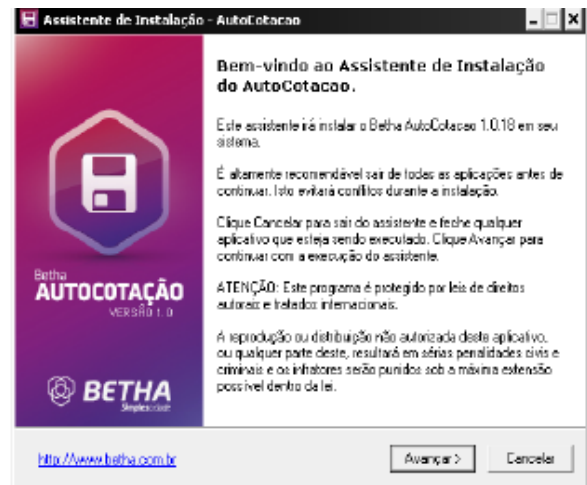 Assistente de Instalação - AutoCotacao
Bem-vindo ao Assistente de Instalação
do AutoCotacao.
Este assistente irá instalar o Betha AutoCotacao 1.0.18 em seu
sistema.
É altamente recomendável sair de todas as aplicações antes de
continuar. Isto evitará conflitos durante a instalação.
Clique Cancelar para sair do assistente e feche qualquer
aplicativo que esteja sendo executado. Clique Avançar para
continuar com a execução do assistente.
ATENÇÃO: Este programa é protegido por leis de direitos
autorais e tratados internacionais.
A reprodução ou distribuição não autorizada deste aplicativo,
ou qualquer parte deste, resultará em sérias penalidades civis e
criminais e os infratores serão punidos sob a máxima extensão
possível dentro da lei.
Betha
AUTOCOTAÇÃO
VERSÃO 1.0
BETHA
http://www.betha.com.br
Avançar >
Cancelar